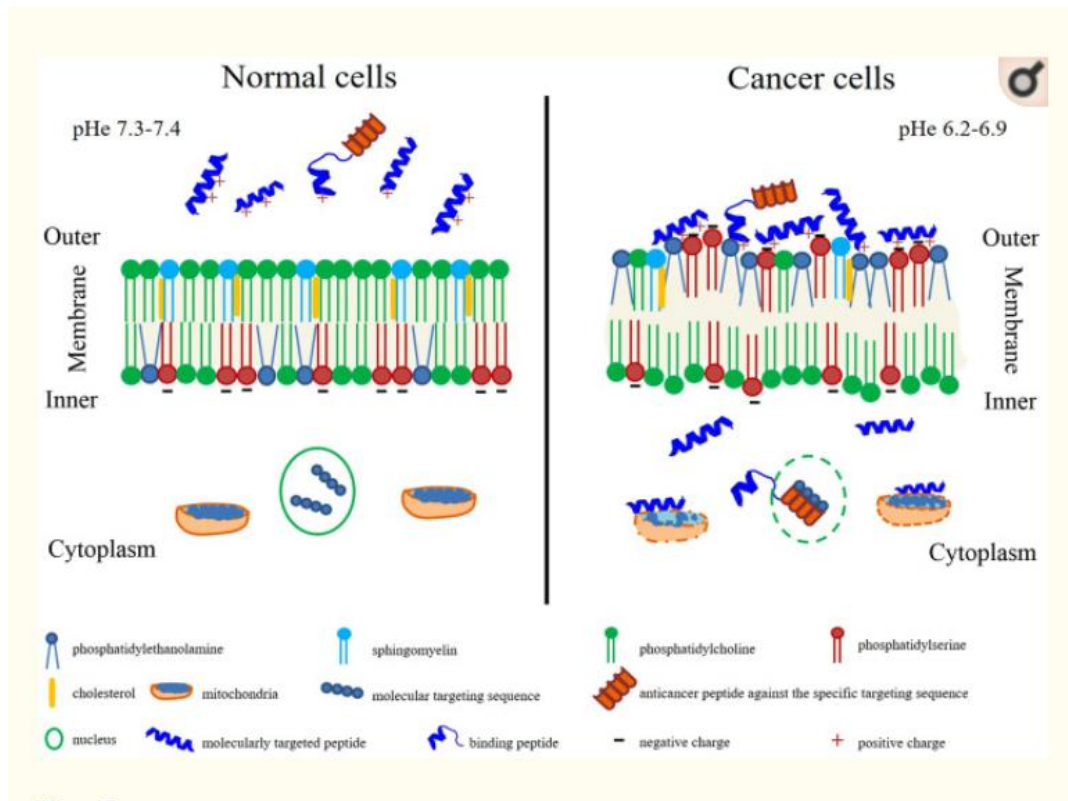 Normal cells
Cancer cells
pHe 7.3-7.4
pHe 6.2-6.9
Outer
Outer
Membrane
Membrane
Inner
Inner
Cytoplasm
Cytoplasm
phosphatidylethanolamine
sphingomyelin
phosphatidylcholine
phosphatidylserine
cholesterol
mitochondria
molecular targeting sequence
anticancer peptide against the specific targeting sequence
nucleus
molecularly targeted peptide
binding peptide
negative charge
positive charge